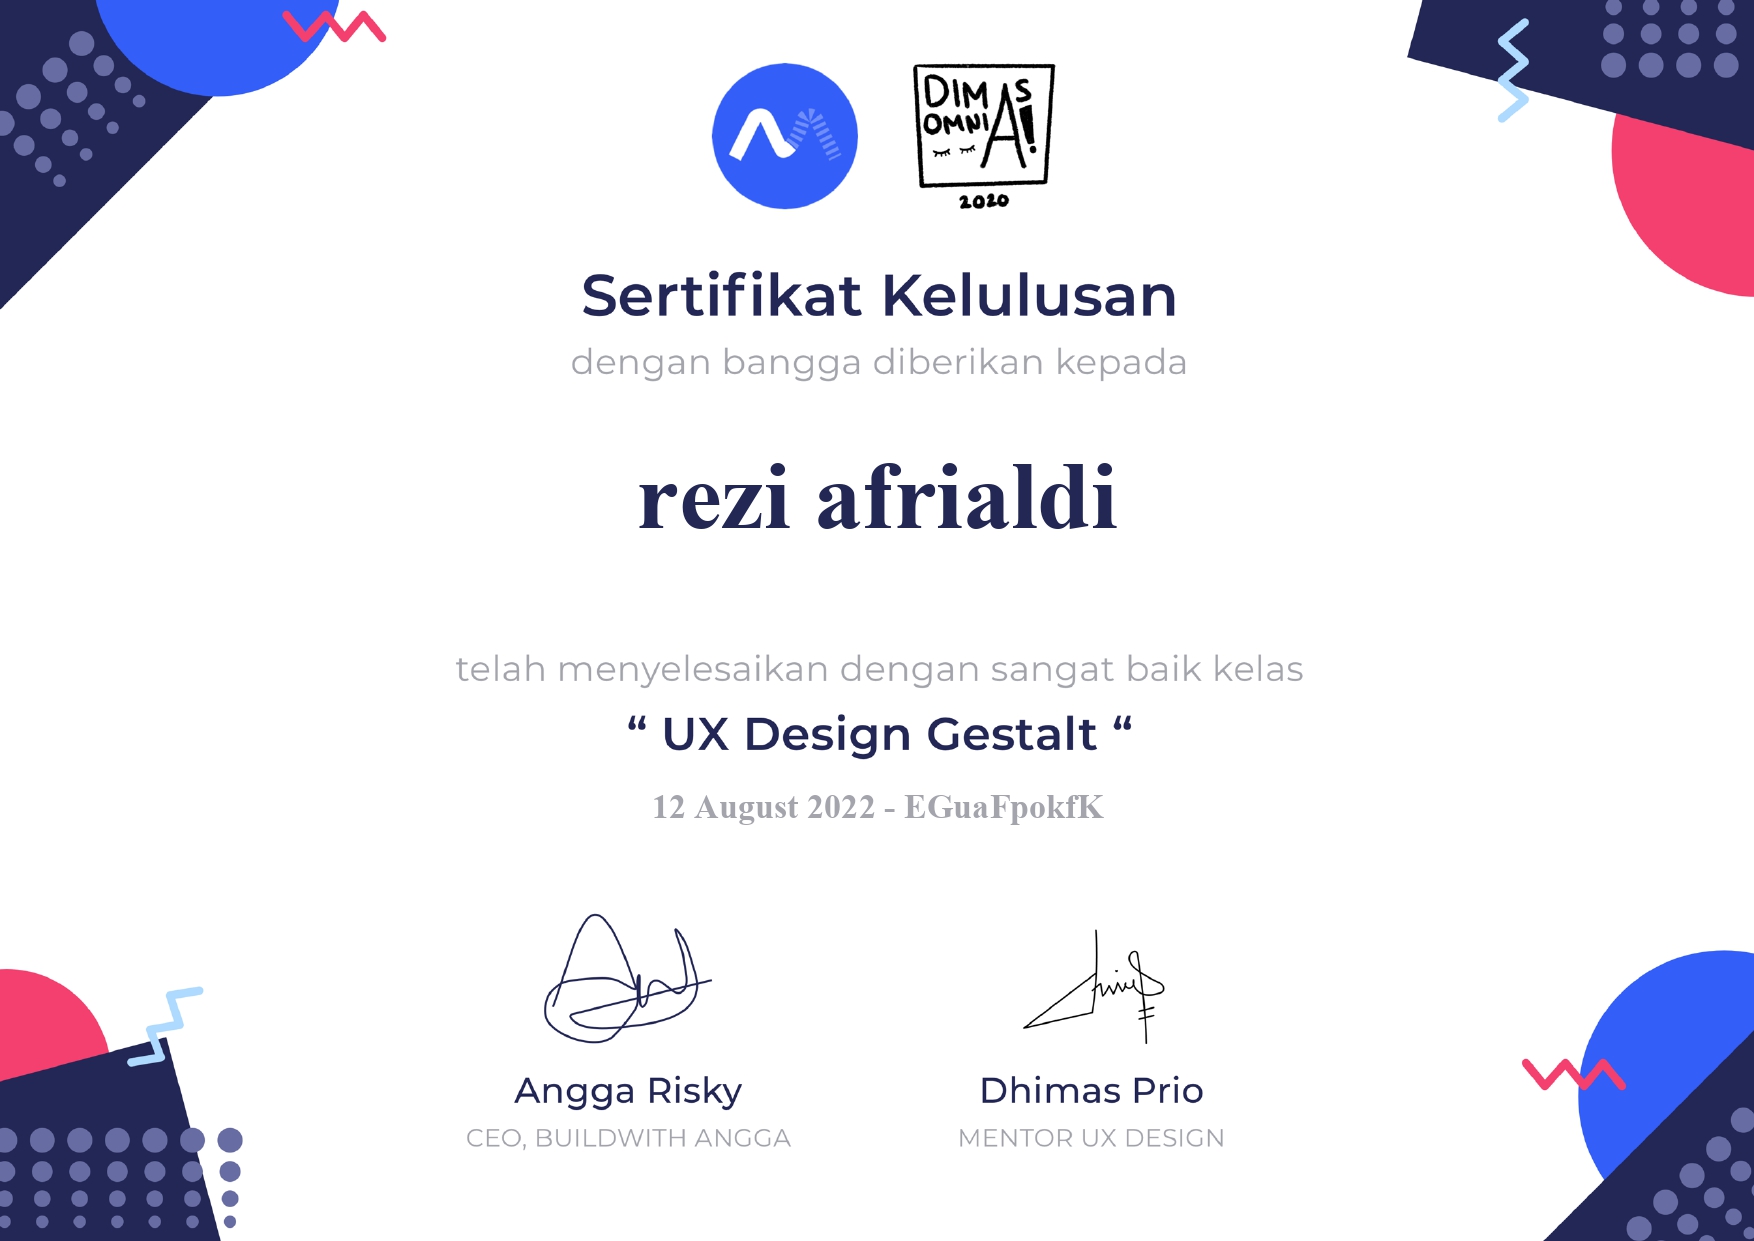 DIMAS
OMNIA!
2020
Sertifikat Kelulusan
dengan bangga diberikan kepada
rezi afrialdi
telah menyelesaikan dengan sangat baik kelas
“ UX Design Gestalt “
12 August 2022 - EGuaFpokfK
Angga Risky
CEO, BUILDWITH ANGGA
Dhimas Prio
MENTOR UX DESIGN